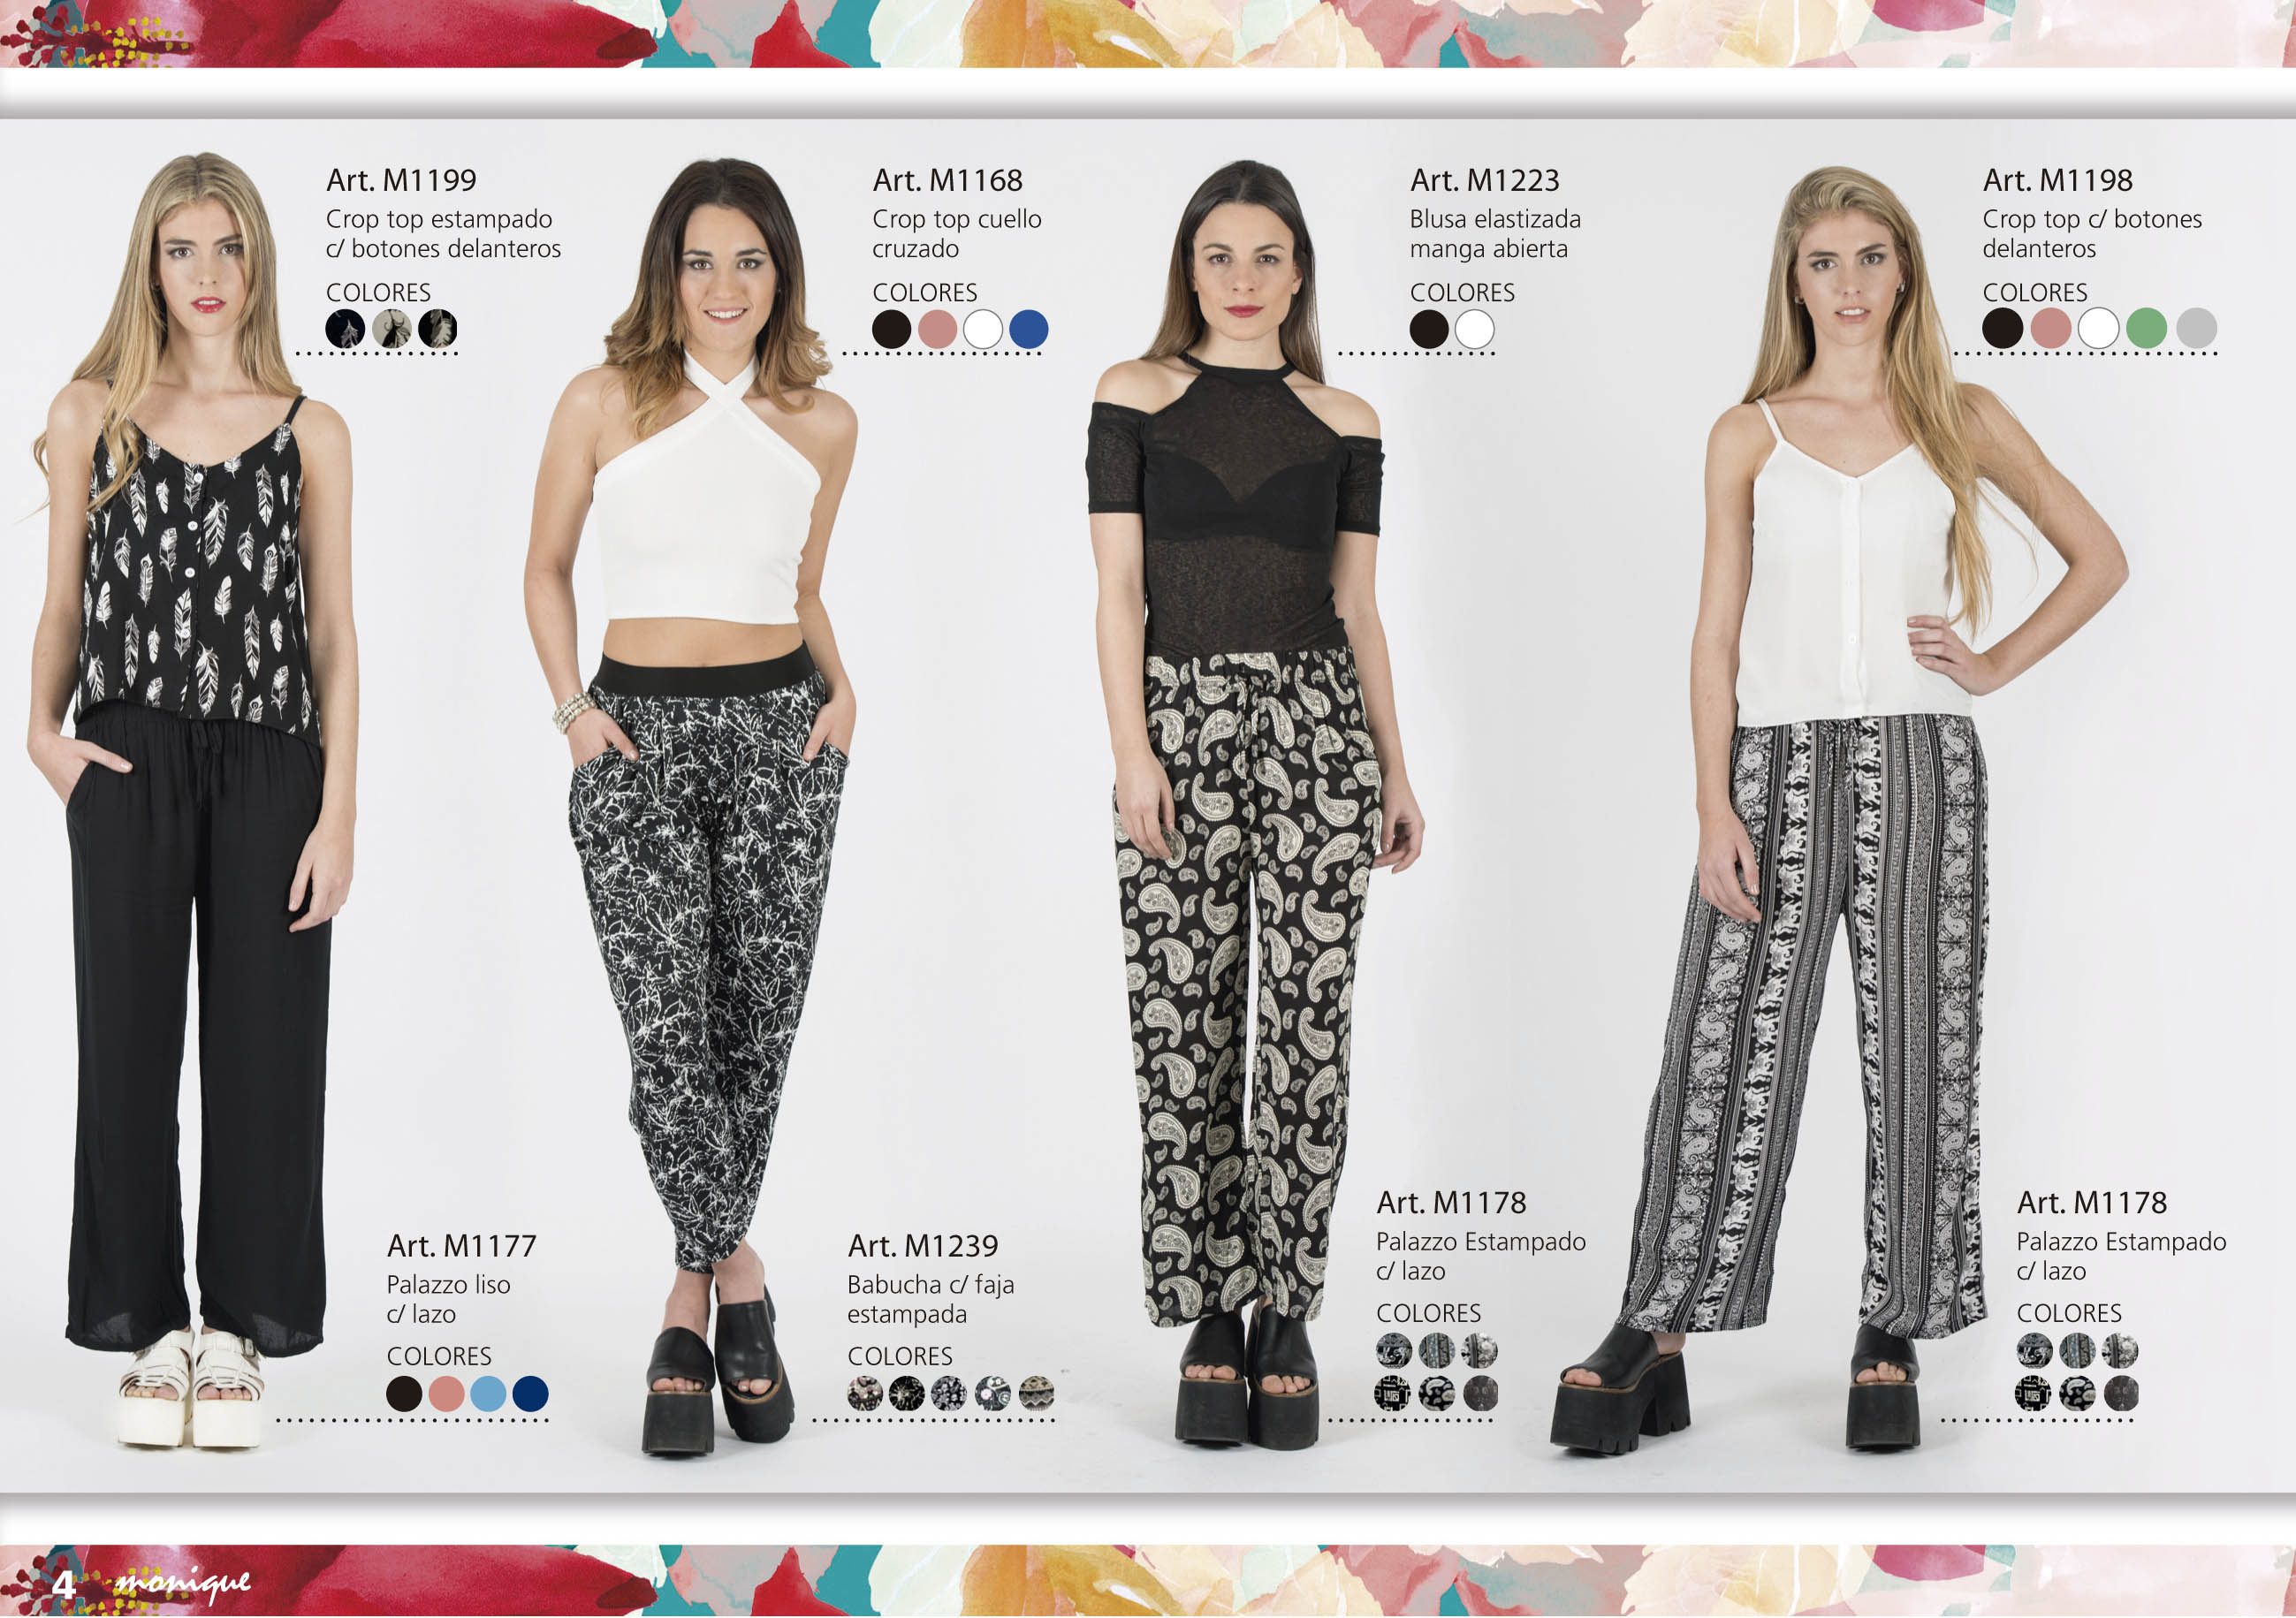 Art. M1199
Crop top estampado
c/ botones delanteros
COLORES
Art. M1168
Crop top cuello
cruzado
COLORES
Art. M1223
Blusa elastizada
manga abierta
COLORES
Art. M1198
Crop top c/ botones
delanteros
COLORES
Art. M1177
Palazzo liso
c/ lazo
COLORES
Art. M1239
Babucha c/ faja
estampada
COLORES
Art. M1178
Palazzo Estampado
c/ lazo
COLORES
Art. M1178
Palazzo Estampado
c/ lazo
COLORES
4 monique